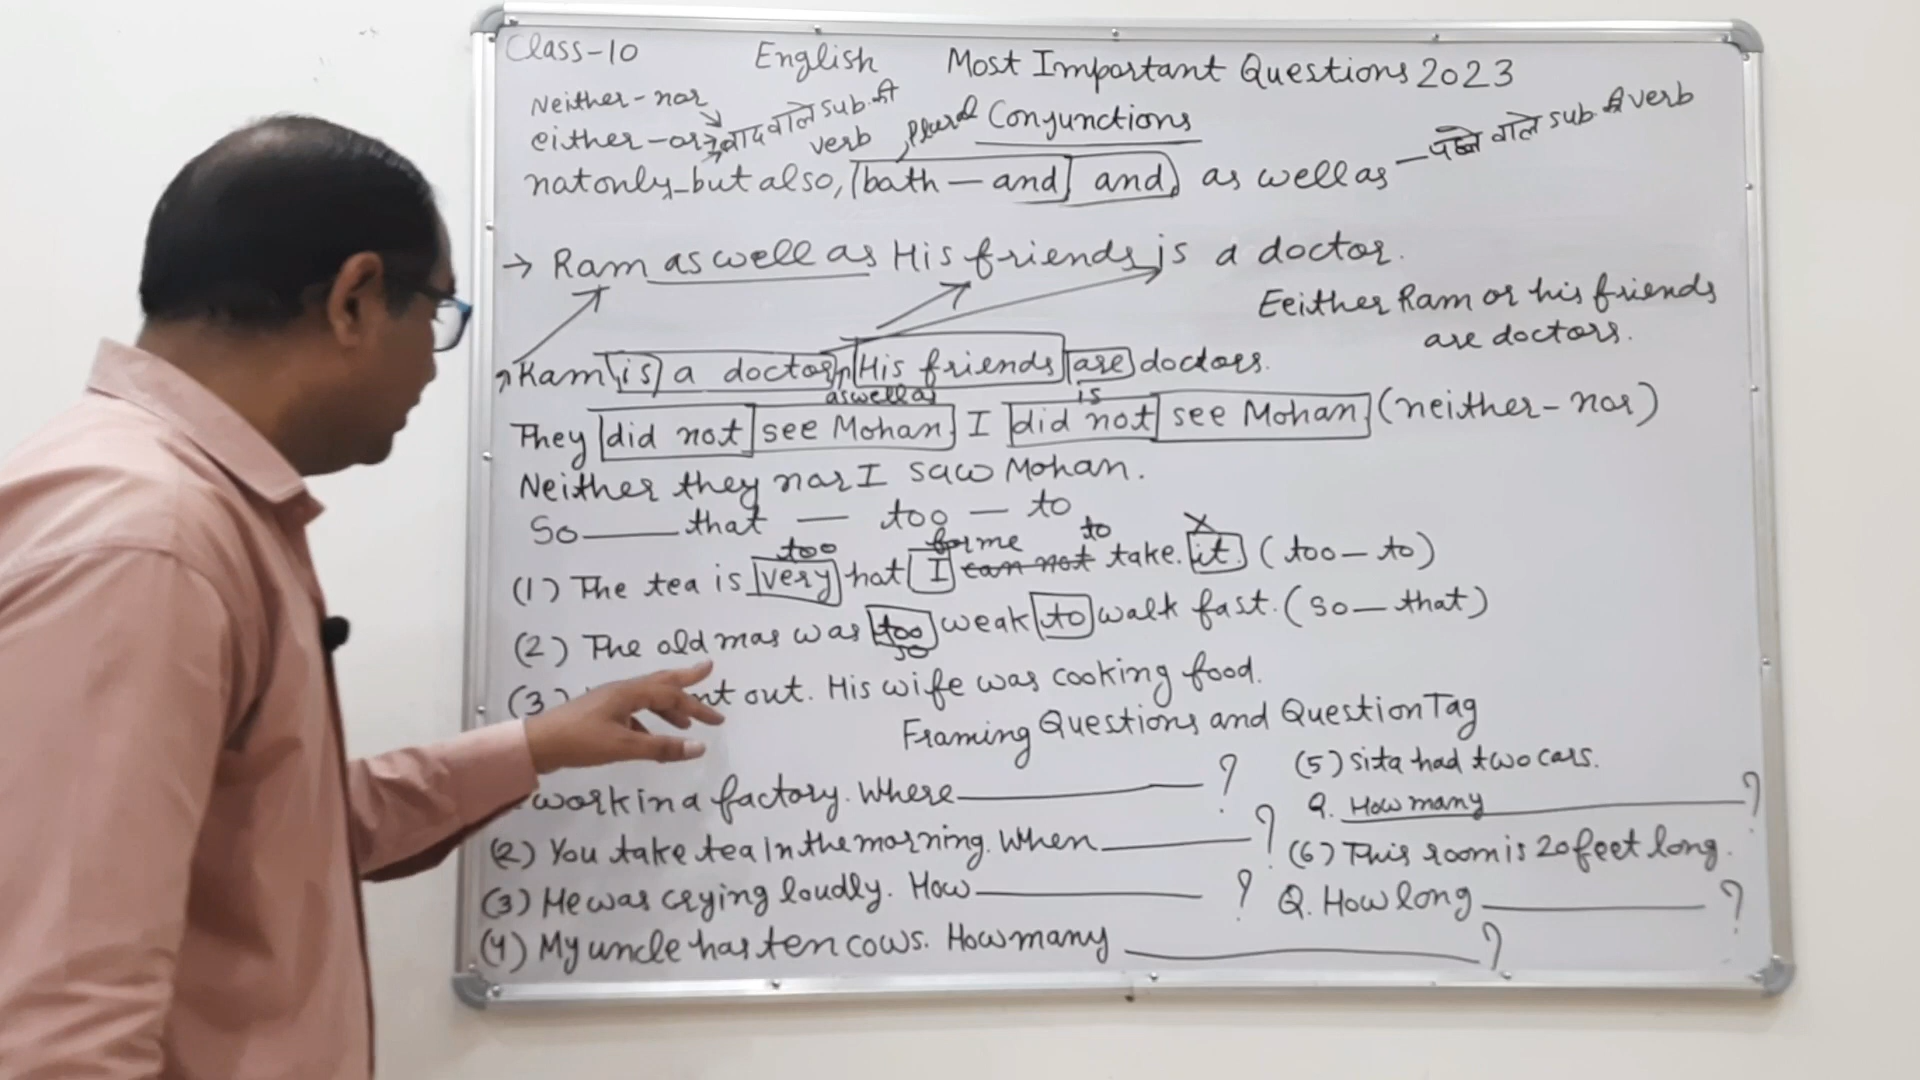 Class-10 English Most Important Questions 2023
Neither-nor
either-or → बाद वाले sub. की verb , Plural Conjunctions
not only-but also, both — and and as well as — पहले वाले sub. की verb
→ Ram as well as His friends is a doctor.
Eeither Ram or his friends
are doctors.
Ram is a doctor, His friends are doctors.
as well as is
They did not see Mohan I did not see Mohan (neither-nor)
Neither they nor I saw Mohan.
So ——— that — too — to
too for me to x
(1) The tea is very hot I can not take. it. (too — to)
(2) The old mas was too weak to walk fast. (So — that)
so
(3) out. His wife was cooking food.
Framing Questions and Question Tag
work in a factory. Where ———?
(2) You take tea In the morning. When ———?
(3) He was crying loudly. How ———?
(4) My uncle has ten cows. How many ———?
(5) Sita had two cars.
Q. How many ———?
(6) This room is 20 feet long.
Q. How long ———?